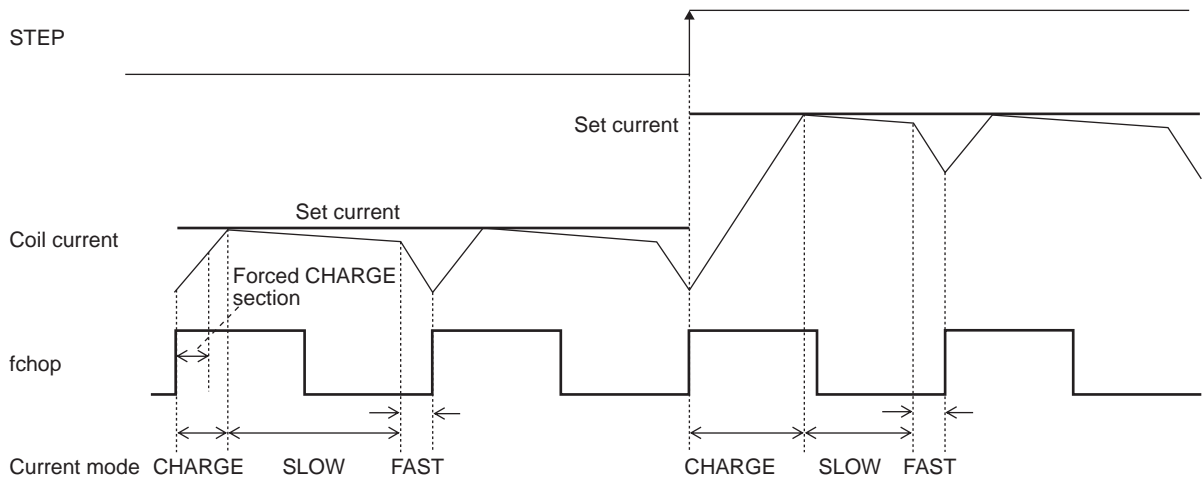 STEP
Set current
Set current
Coil current
Forced CHARGE
section
fchop
Current mode CHARGE SLOW FAST CHARGE SLOW FAST